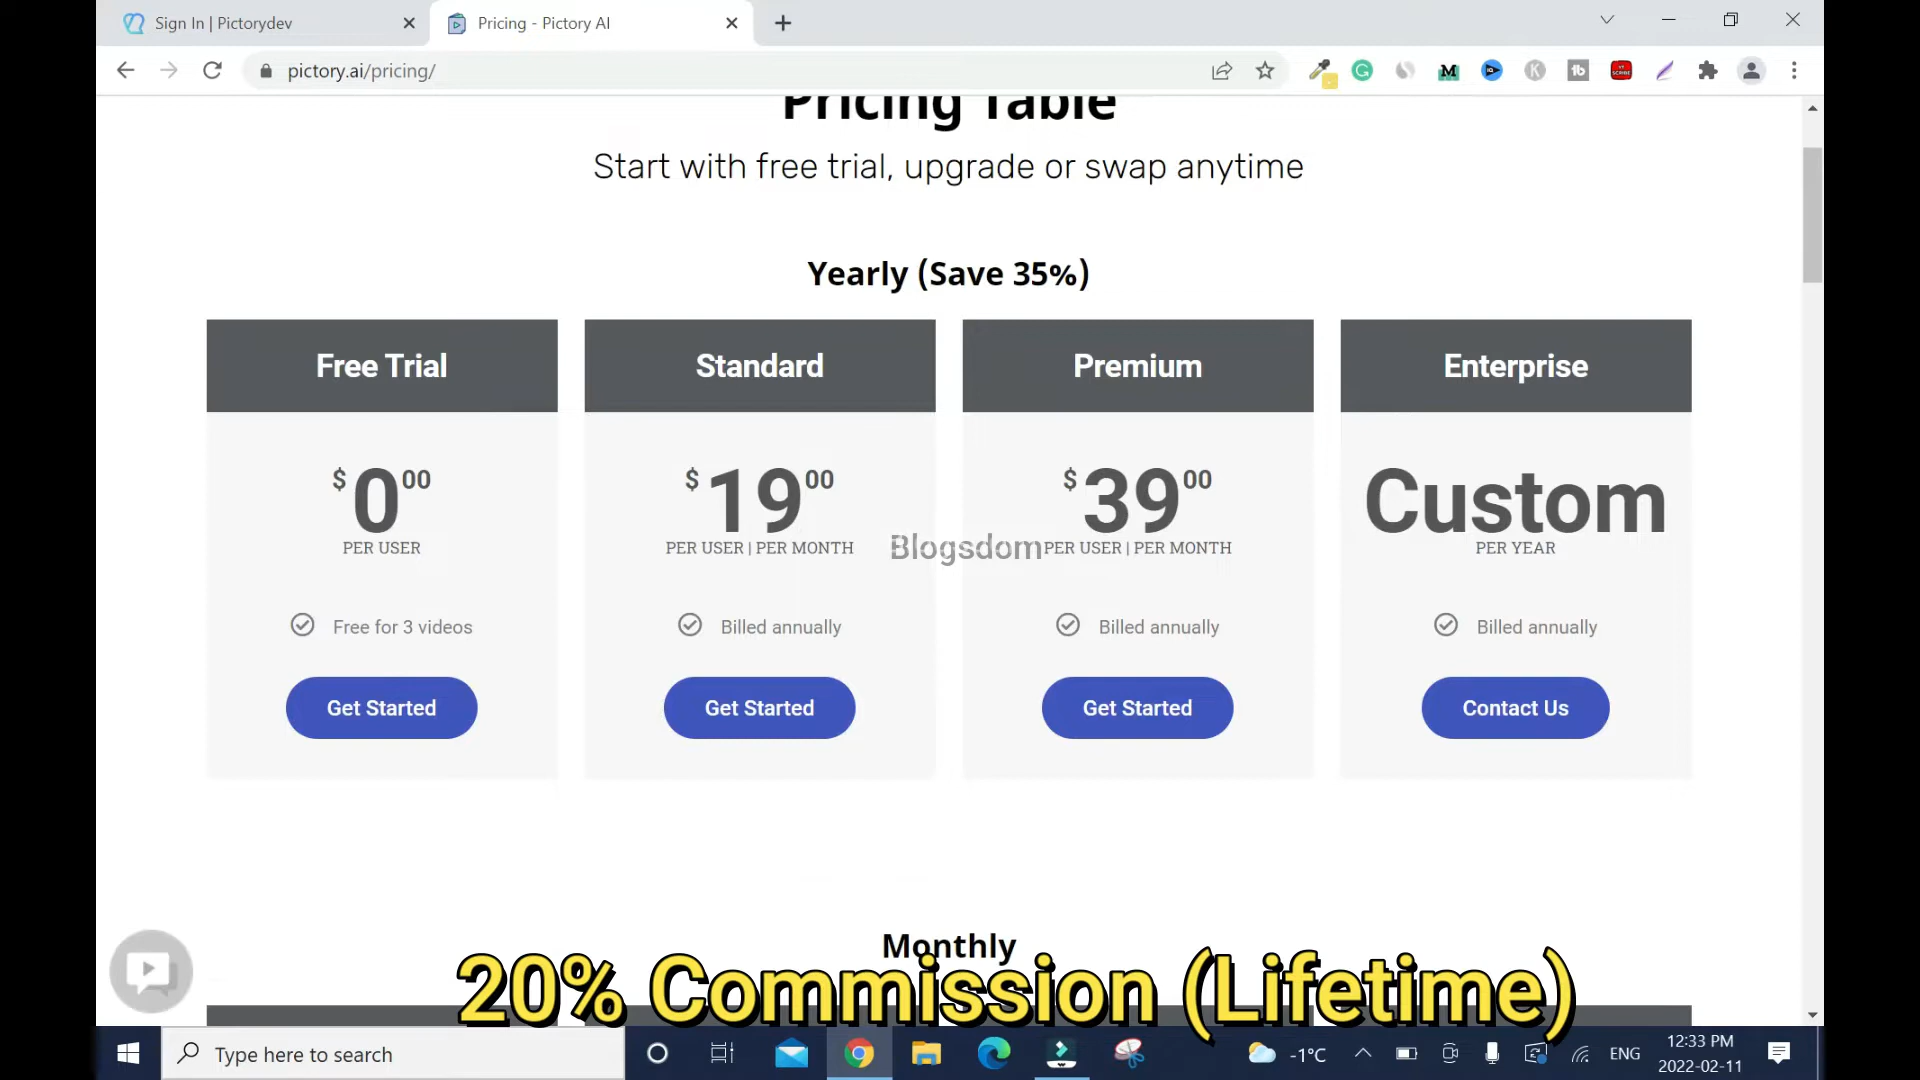 Sign In | Pictorydev
Pricing - Pictory AI
pictory.ai/pricing/
Pricing Table
Start with free trial, upgrade or swap anytime
Yearly (Save 35%)
Free Trial
$0 00
PER USER
Free for 3 videos
Get Started
Standard
$19 00
PER USER | PER MONTH
Billed annually
Get Started
Premium
$39 00
PER USER | PER MONTH
Billed annually
Get Started
Enterprise
Custom
PER YEAR
Billed annually
Contact Us
Blogsdom
Monthly
20% Commission (Lifetime)
Type here to search
-1°C
ENG
12:33 PM
2022-02-11